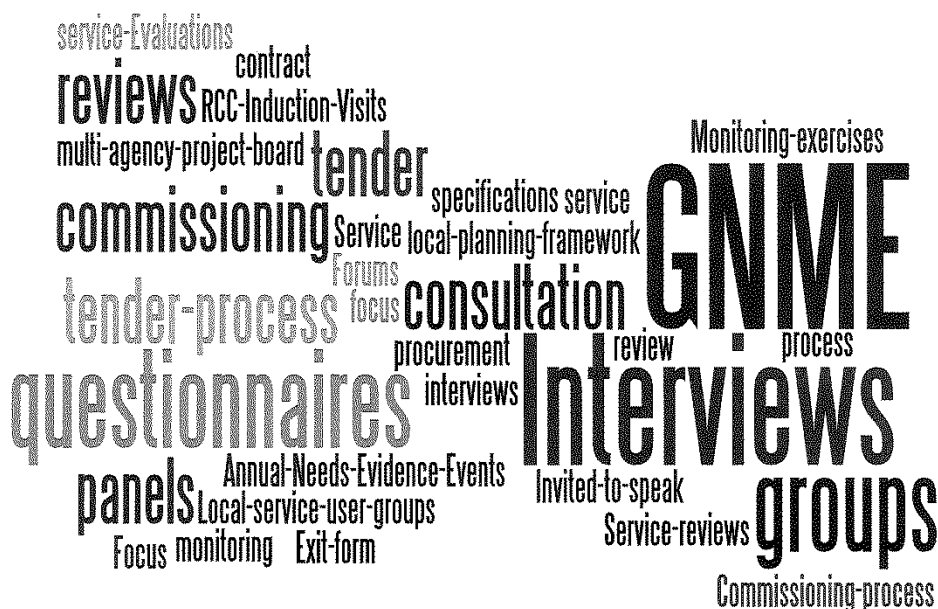 service-Evaluations
contract
reviews RCC-Induction-Visits
Monitoring-exercises
multi-agency-project-board tender
GNME
specifications service
commissioning Service local-planning-framework
Forums
tender-process focus consultation
procurement review process
questionnaires interviews Interviews
panels Annual-Needs-Evidence-Events
Invited-to-speak
Local-service-user-groups
groups
Service-reviews
Focus monitoring Exit-form
Commissioning-process